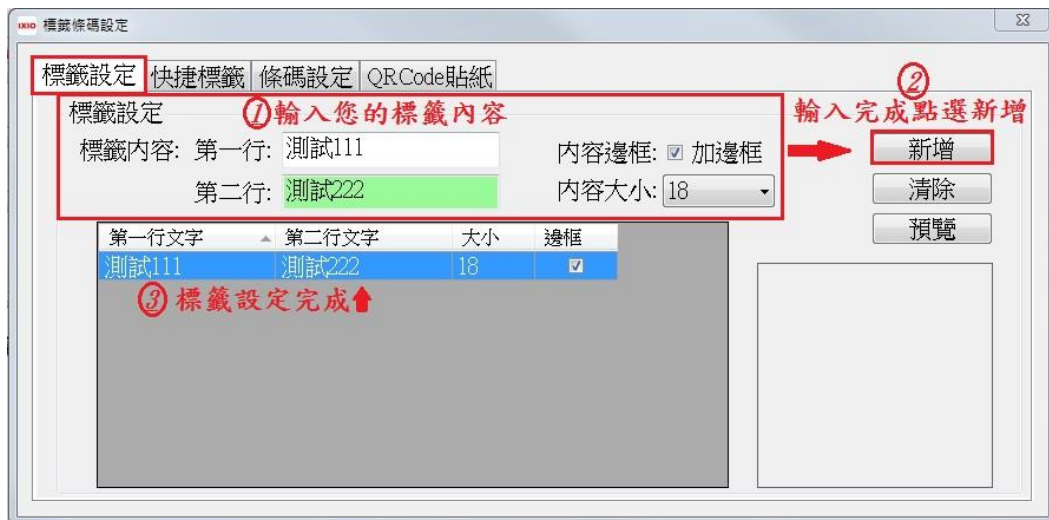 IXIO 標籤條碼設定
標籤設定 快捷標籤 條碼設定 QRCode貼紙
②
標籤設定 ①輸入您的標籤內容 輸入完成點選新增
標籤內容: 第一行: 測試111 內容邊框: 加邊框 新增
第二行: 測試222 內容大小: 18 清除
預覽
第一行文字 第二行文字 大小 邊框
測試111 測試222 18
③標籤設定完成